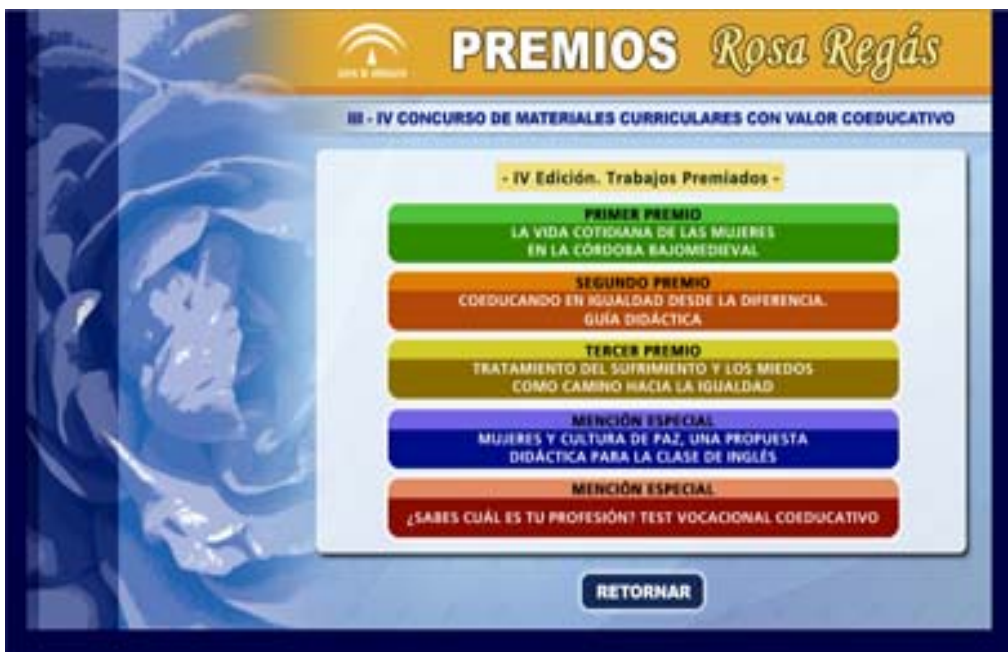 PREMIOS Rosa Regás
JUNTA DE ANDALUCIA
III - IV CONCURSO DE MATERIALES CURRICULARES CON VALOR COEDUCATIVO
- IV Edición. Trabajos Premiados -
PRIMER PREMIO
LA VIDA COTIDIANA DE LAS MUJERES
EN LA CÓRDOBA BAJOMEDIEVAL
SEGUNDO PREMIO
COEDUCANDO EN IGUALDAD DESDE LA DIFERENCIA.
GUÍA DIDÁCTICA
TERCER PREMIO
TRATAMIENTO DEL SUFRIMIENTO Y LOS MIEDOS
COMO CAMINO HACIA LA IGUALDAD
MENCIÓN ESPECIAL
MUJERES Y CULTURA DE PAZ, UNA PROPUESTA
DIDÁCTICA PARA LA CLASE DE INGLÉS
MENCIÓN ESPECIAL
¿SABES CUÁL ES TU PROFESIÓN? TEST VOCACIONAL COEDUCATIVO
RETORNAR